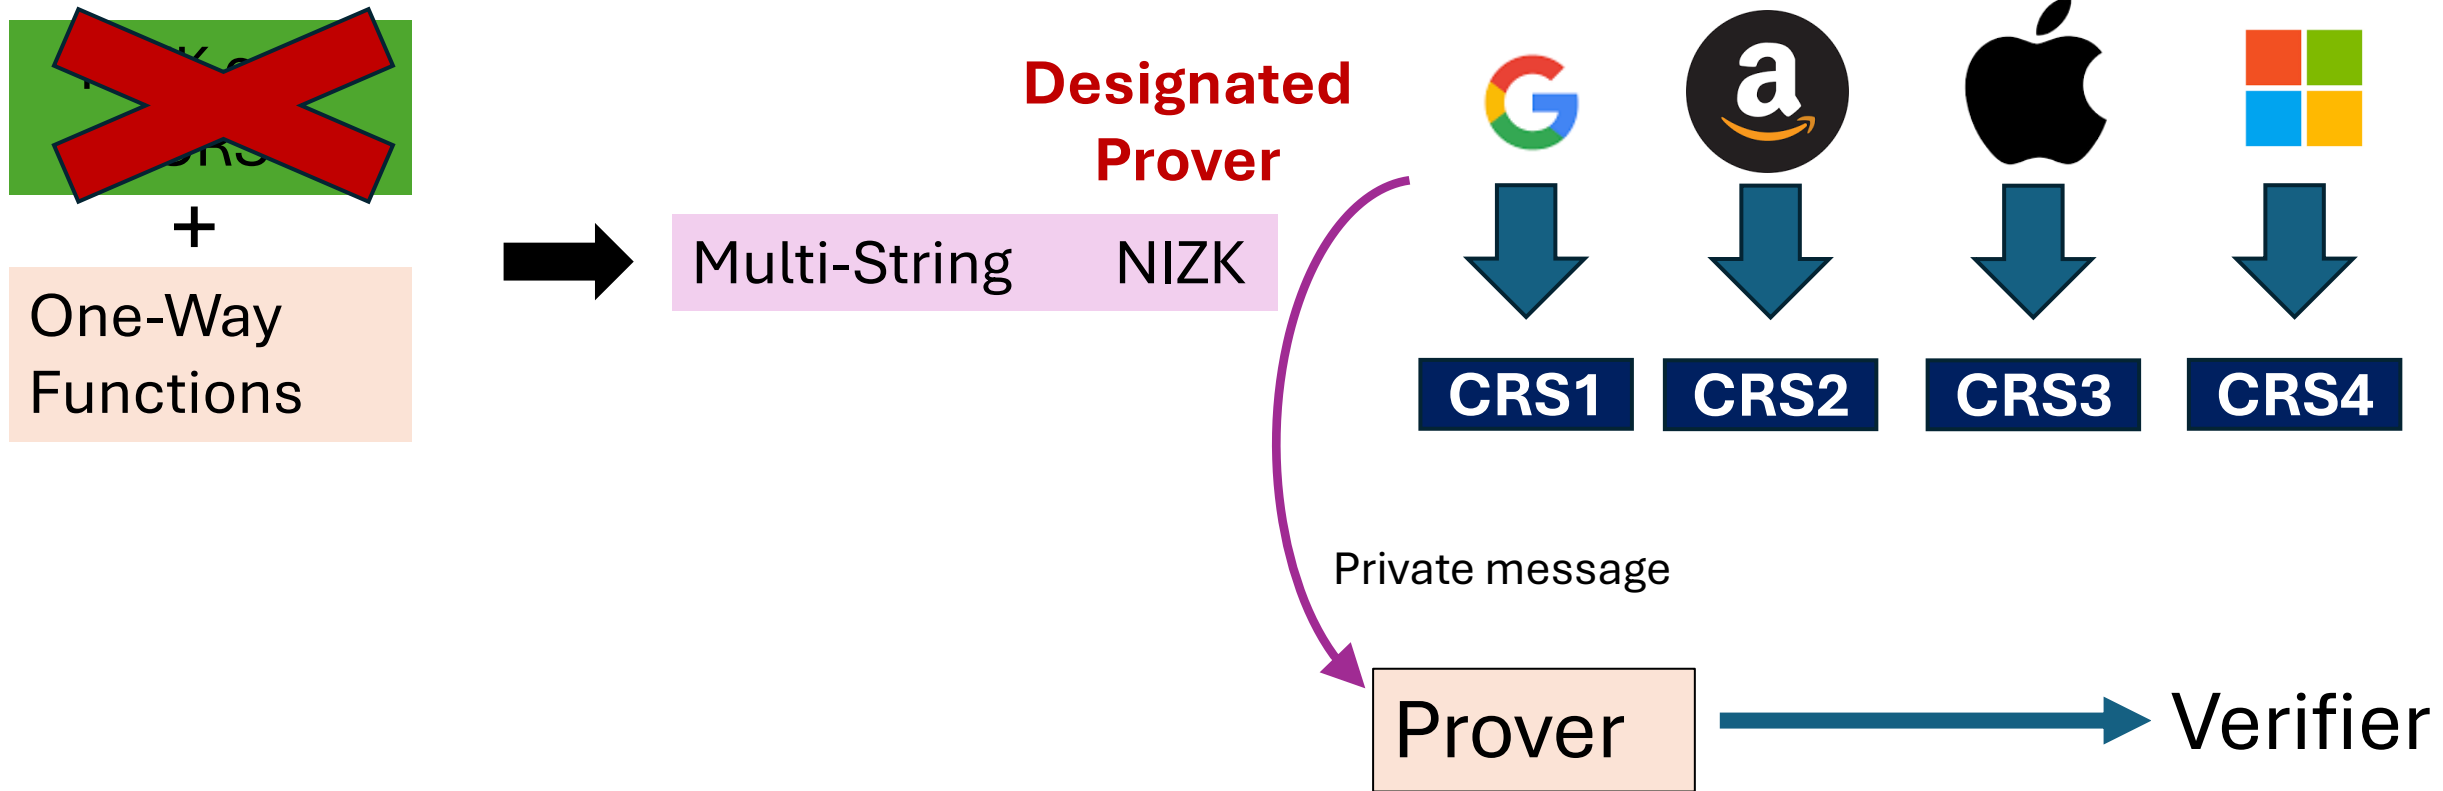 +
One-Way
Functions
Designated
Prover
Multi-String NIZK
CRS1 CRS2 CRS3 CRS4
Private message
Prover
Verifier